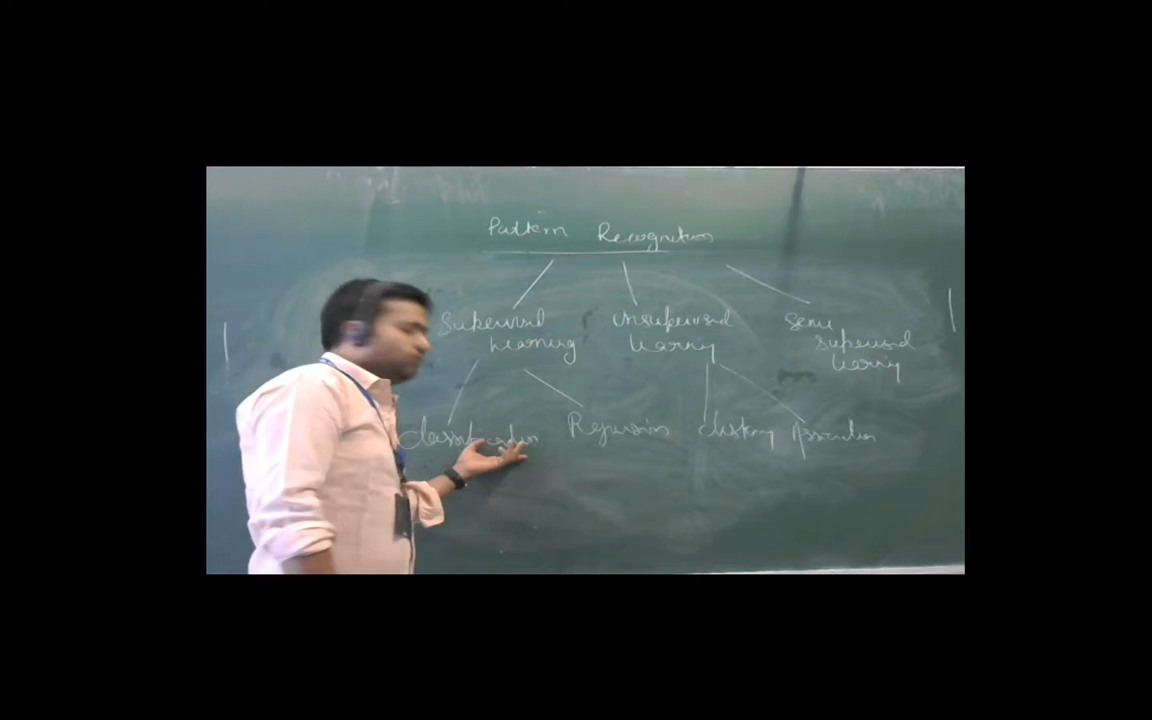 Pattern Recognition
Supervised
Learning
Unsupervised
learning
Semi
Supervised
learning
Classification
Regression
Clustering
Association